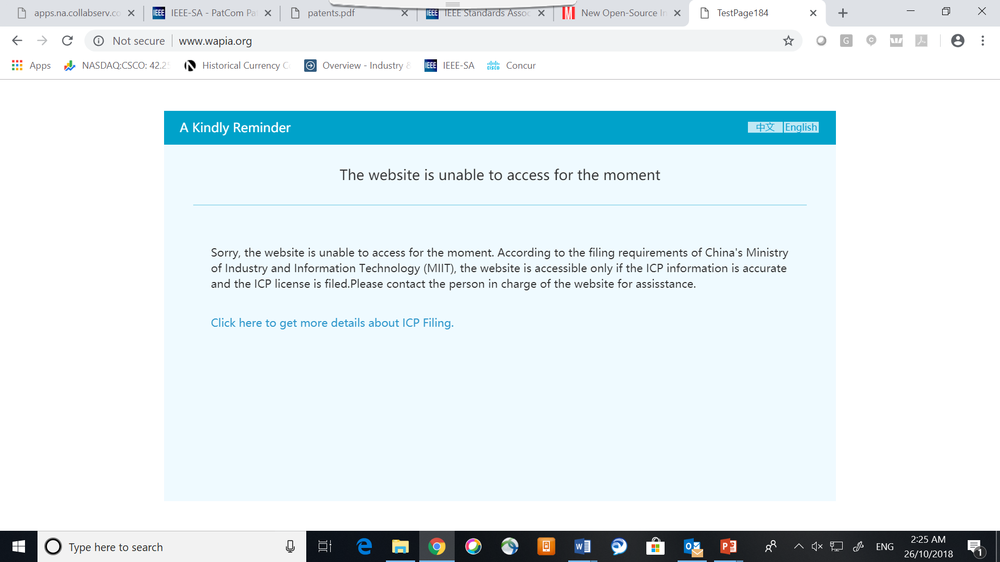 apps.na.collabserv.co
IEEE IEEE-SA - PatCom Pa
patents.pdf
IEEE IEEE Standards Assoc
New Open-Source In
TestPage184
Not secure www.wapia.org
G
Apps
NASDAQ:CSCO: 42.25
Historical Currency C
Overview - Industry &
IEEE IEEE-SA
CISCO Concur
A Kindly Reminder
中文 English
The website is unable to access for the moment
Sorry, the website is unable to access for the moment. According to the filing requirements of China's Ministry
of Industry and Information Technology (MIIT), the website is accessible only if the ICP information is accurate
and the ICP license is filed.Please contact the person in charge of the website for assisstance.
Click here to get more details about ICP Filing.
Type here to search
ENG
2:25 AM
26/10/2018
1